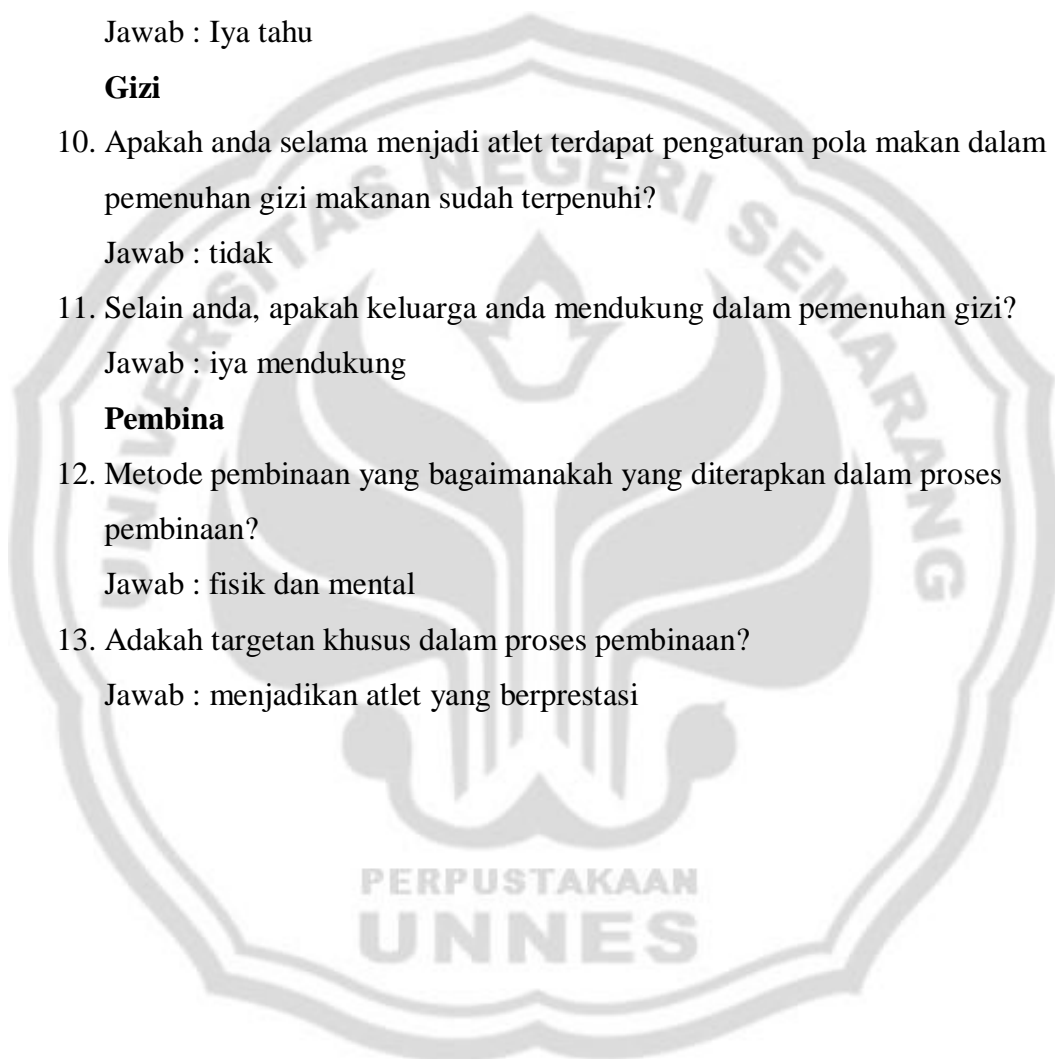 Jawab : Iya tahu
Gizi
10. Apakah anda selama menjadi atlet terdapat pengaturan pola makan dalam
pemenuhan gizi makanan sudah terpenuhi?
Jawab : tidak
11. Selain anda, apakah keluarga anda mendukung dalam pemenuhan gizi?
Jawab : iya mendukung
Pembina
12. Metode pembinaan yang bagaimanakah yang diterapkan dalam proses
pembinaan?
Jawab : fisik dan mental
13. Adakah targetan khusus dalam proses pembinaan?
Jawab : menjadikan atlet yang berprestasi
UNIVERSITAS NEGERI SEMARANG
PERPUSTAKAAN
UNNES